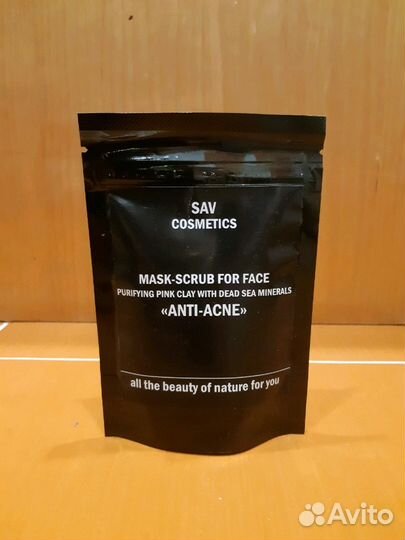 SAV
COSMETICS
MASK-SCRUB FOR FACE
PURIFYING PINK CLAY WITH DEAD SEA MINERALS
«ANTI-ACNE»
all the beauty of nature for you
Avito